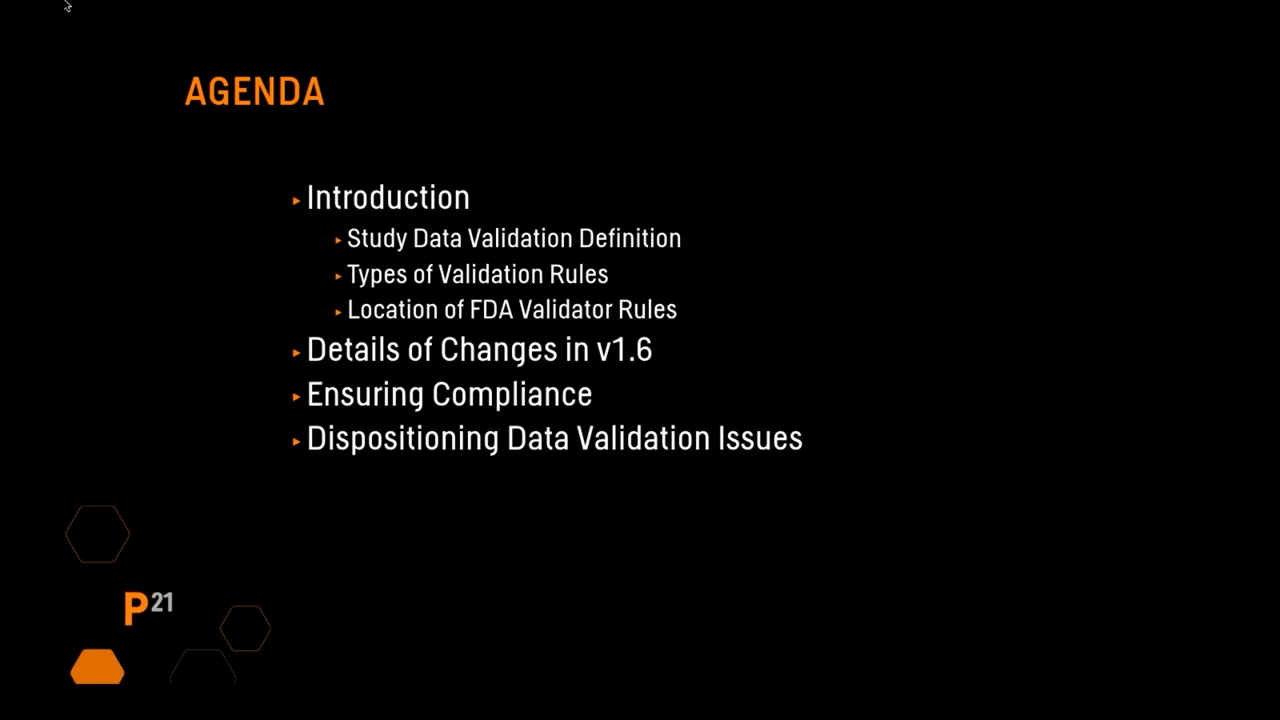 AGENDA
Introduction
Study Data Validation Definition
Types of Validation Rules
Location of FDA Validator Rules
Details of Changes in v1.6
Ensuring Compliance
Dispositioning Data Validation Issues
P21